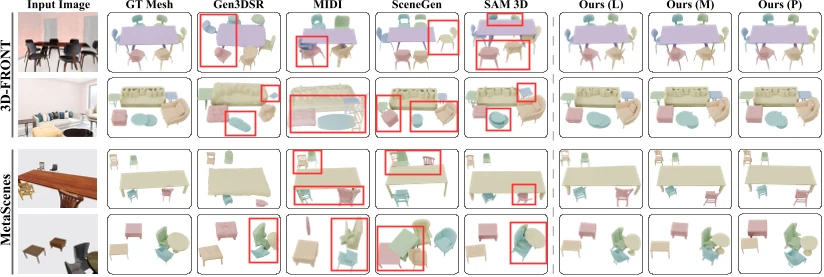 Input Image GT Mesh Gen3DSR MIDI SceneGen SAM 3D Ours (L) Ours (M) Ours (P)
3D-FRONT
MetaScenes